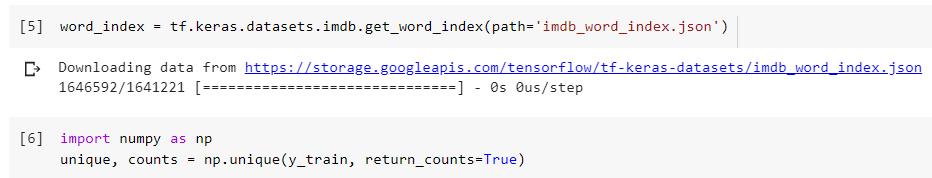 [5] word_index = tf.keras.datasets.imdb.get_word_index(path='imdb_word_index.json')
Downloading data from https://storage.googleapis.com/tensorflow/tf-keras-datasets/imdb_word_index.json
1646592/1641221 [==============================] - 0s 0us/step
[6] import numpy as np
unique, counts = np.unique(y_train, return_counts=True)